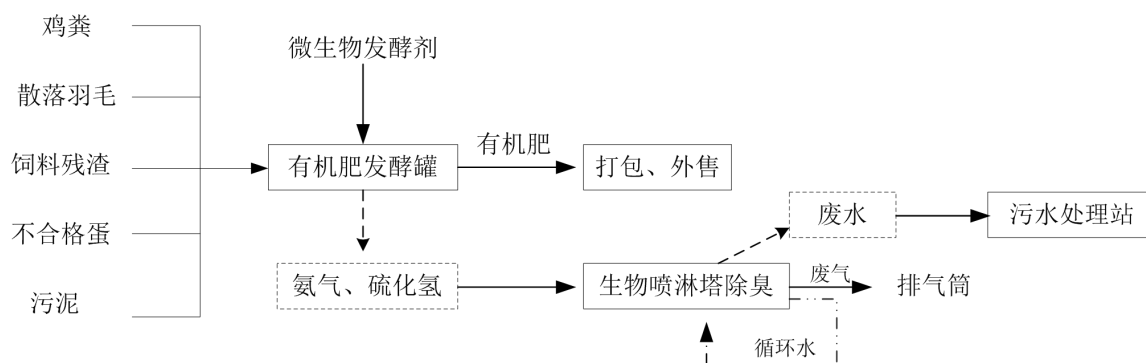 鸡粪
散落羽毛
饲料残渣
不合格蛋
污泥
微生物发酵剂
有机肥发酵罐
有机肥
打包、外售
氨气、硫化氢
生物喷淋塔除臭
废水
污水处理站
废气
排气筒
循环水